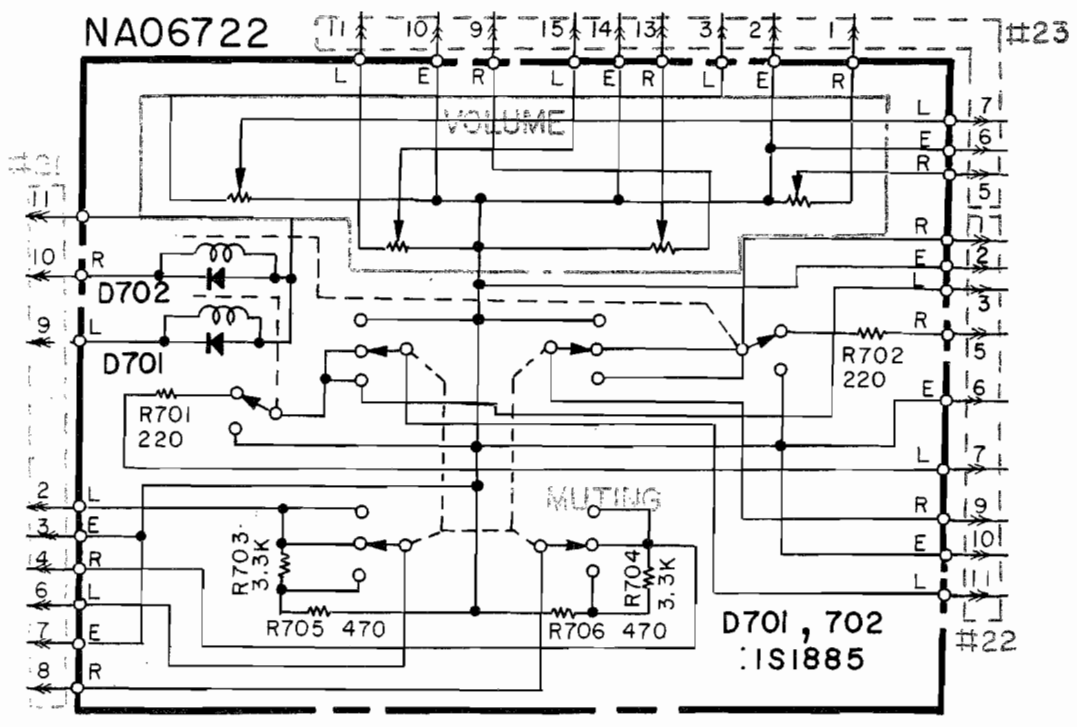 NA06722
11 10 9 15 14 13 3 2 1
#23
L E R L E R L E R
VOLUME
L 7
E 6
R 5
11
10 R
D702
9 L
D701
R 1
E 2
L 3
R 5
R702
220
E 6
R701
220
L 7
MUTING
2 L
3 E
4 R
6 L
7 E
8 R
R703
3.3K
R704
3.3K
R705 470
R706 470
R 9
E 10
L 11
D701, 702
:1S1885
#22